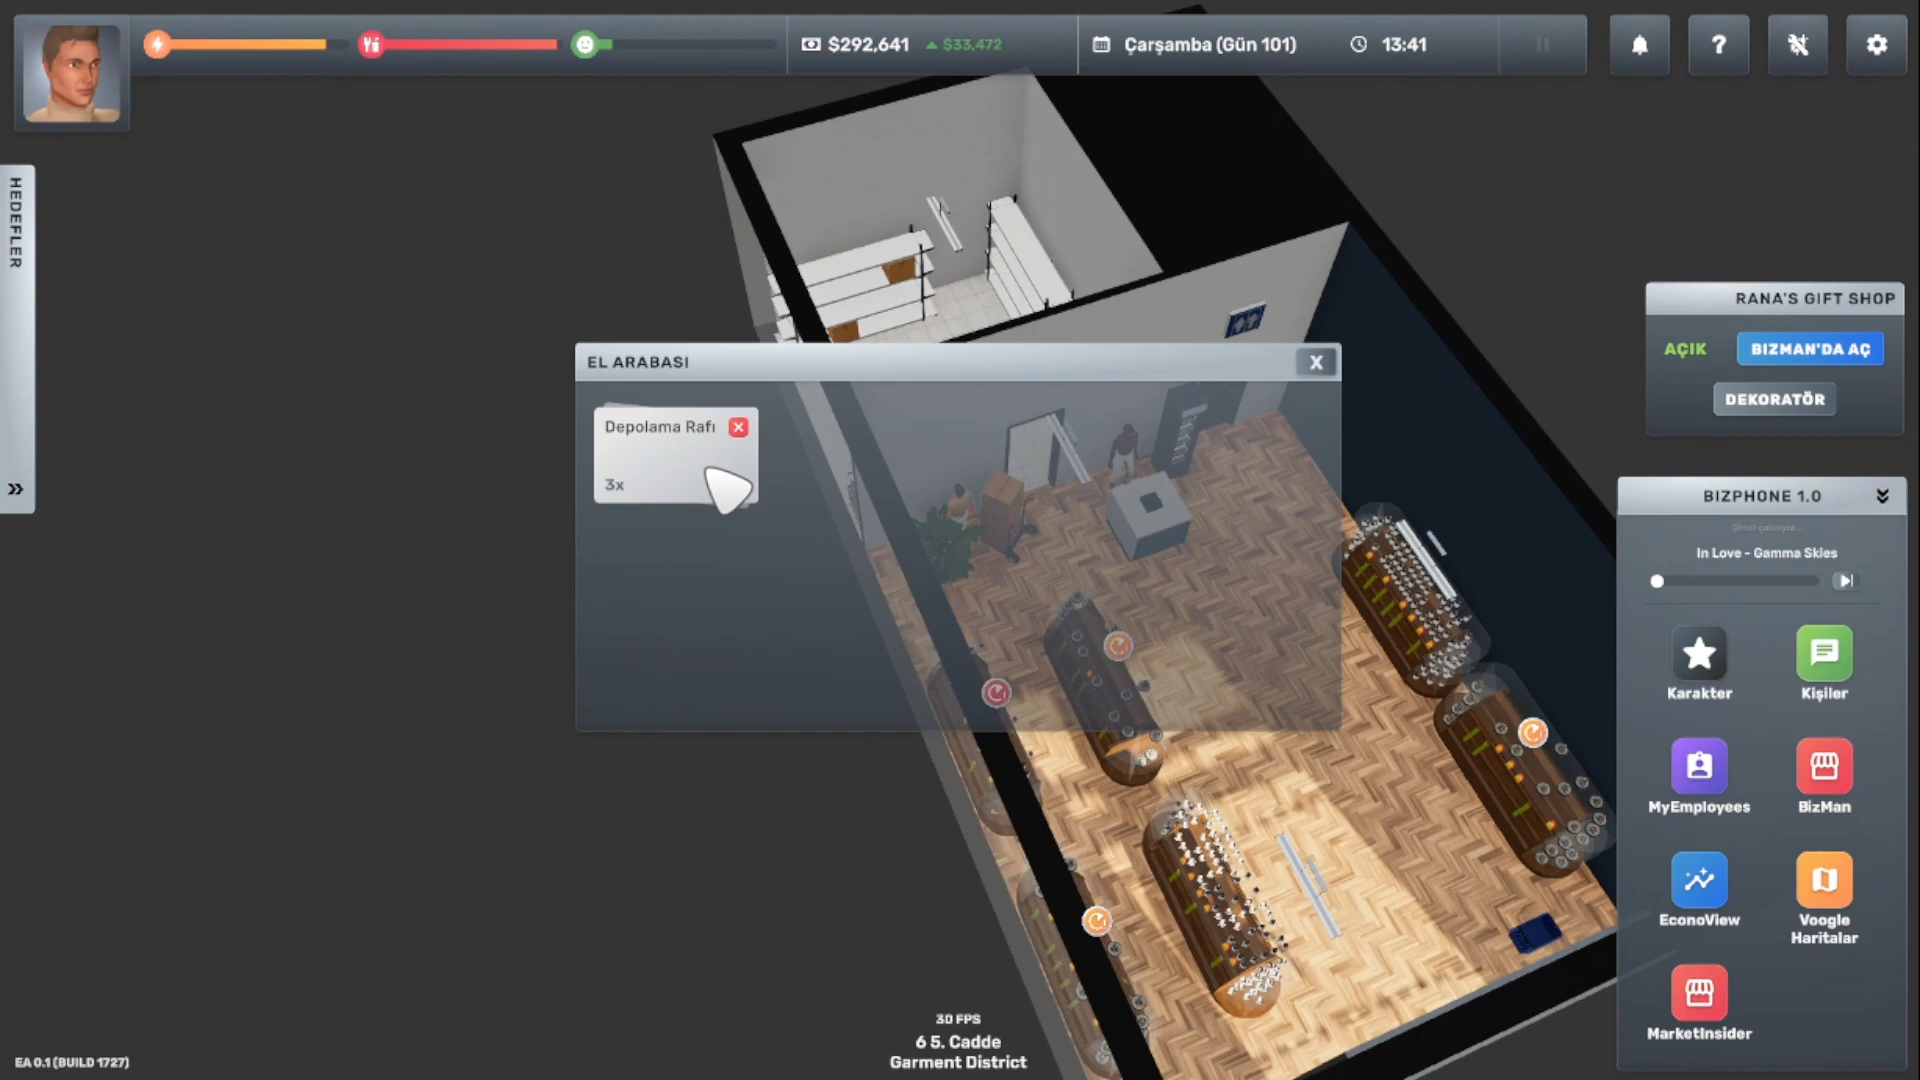 $292,641
$33,472
Çarşamba (Gün 101)
13:41
HEDEFLER
RANA'S GIFT SHOP
AÇIK
BIZMAN'DA AÇ
DEKORATÖR
EL ARABASI
X
Depolama Rafı
3x
BIZPHONE 1.0
Şimdi çalınıyor...
In Love - Gamma Skies
Karakter
Kişiler
MyEmployees
BizMan
EconoView
Voogle
Haritalar
MarketInsider
30 FPS
6 5. Cadde
Garment District
EA 0.1 (BUILD 1727)